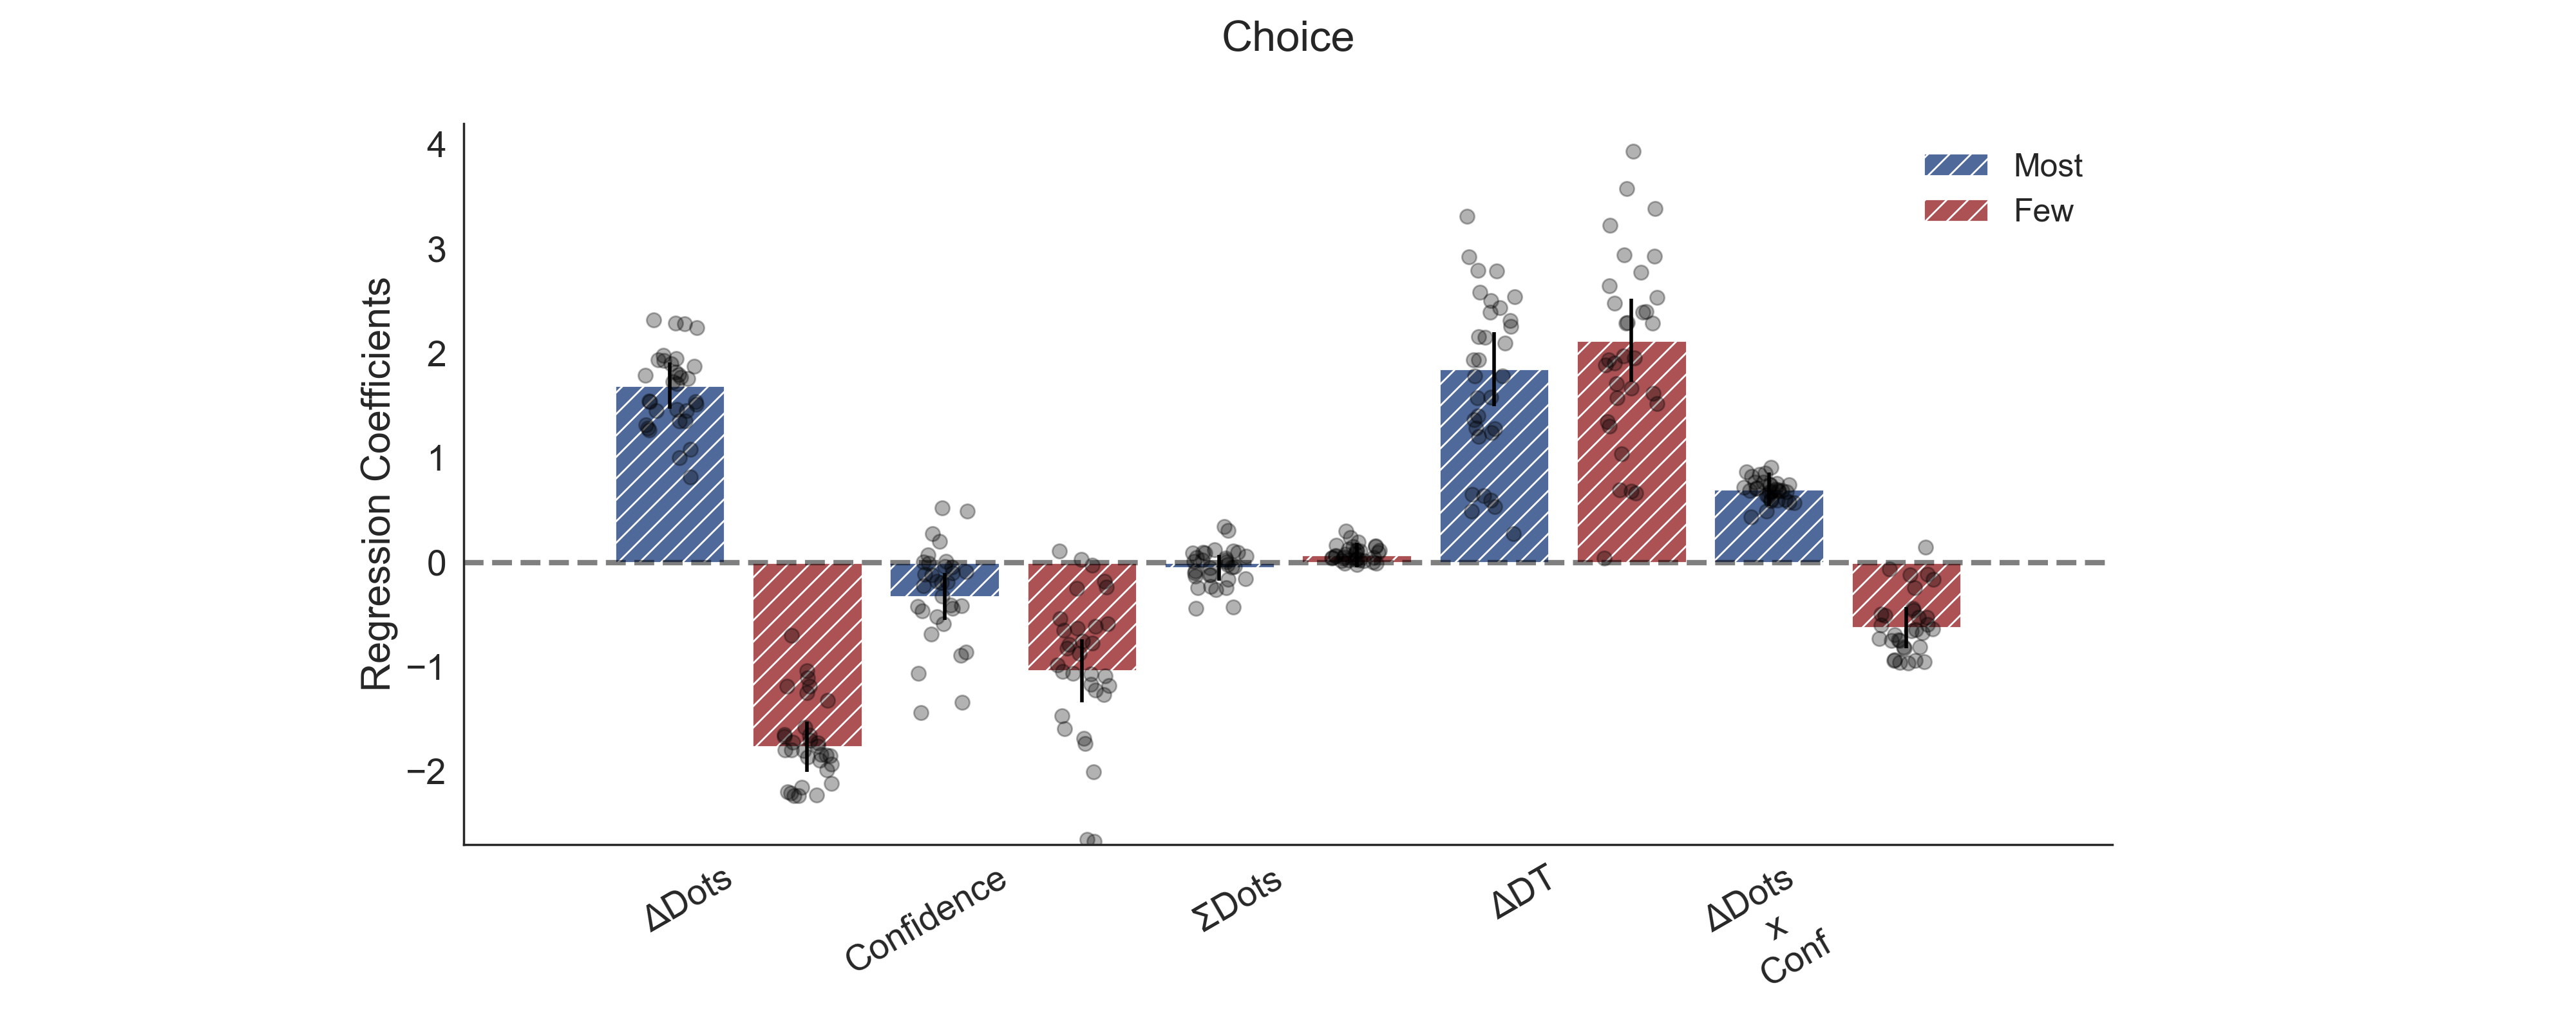 Choice
4
3
2
1
0
−1
−2
Regression Coefficients
Most
Few
ΔDots
Confidence
ΣDots
ΔDT
ΔDots
x
Conf